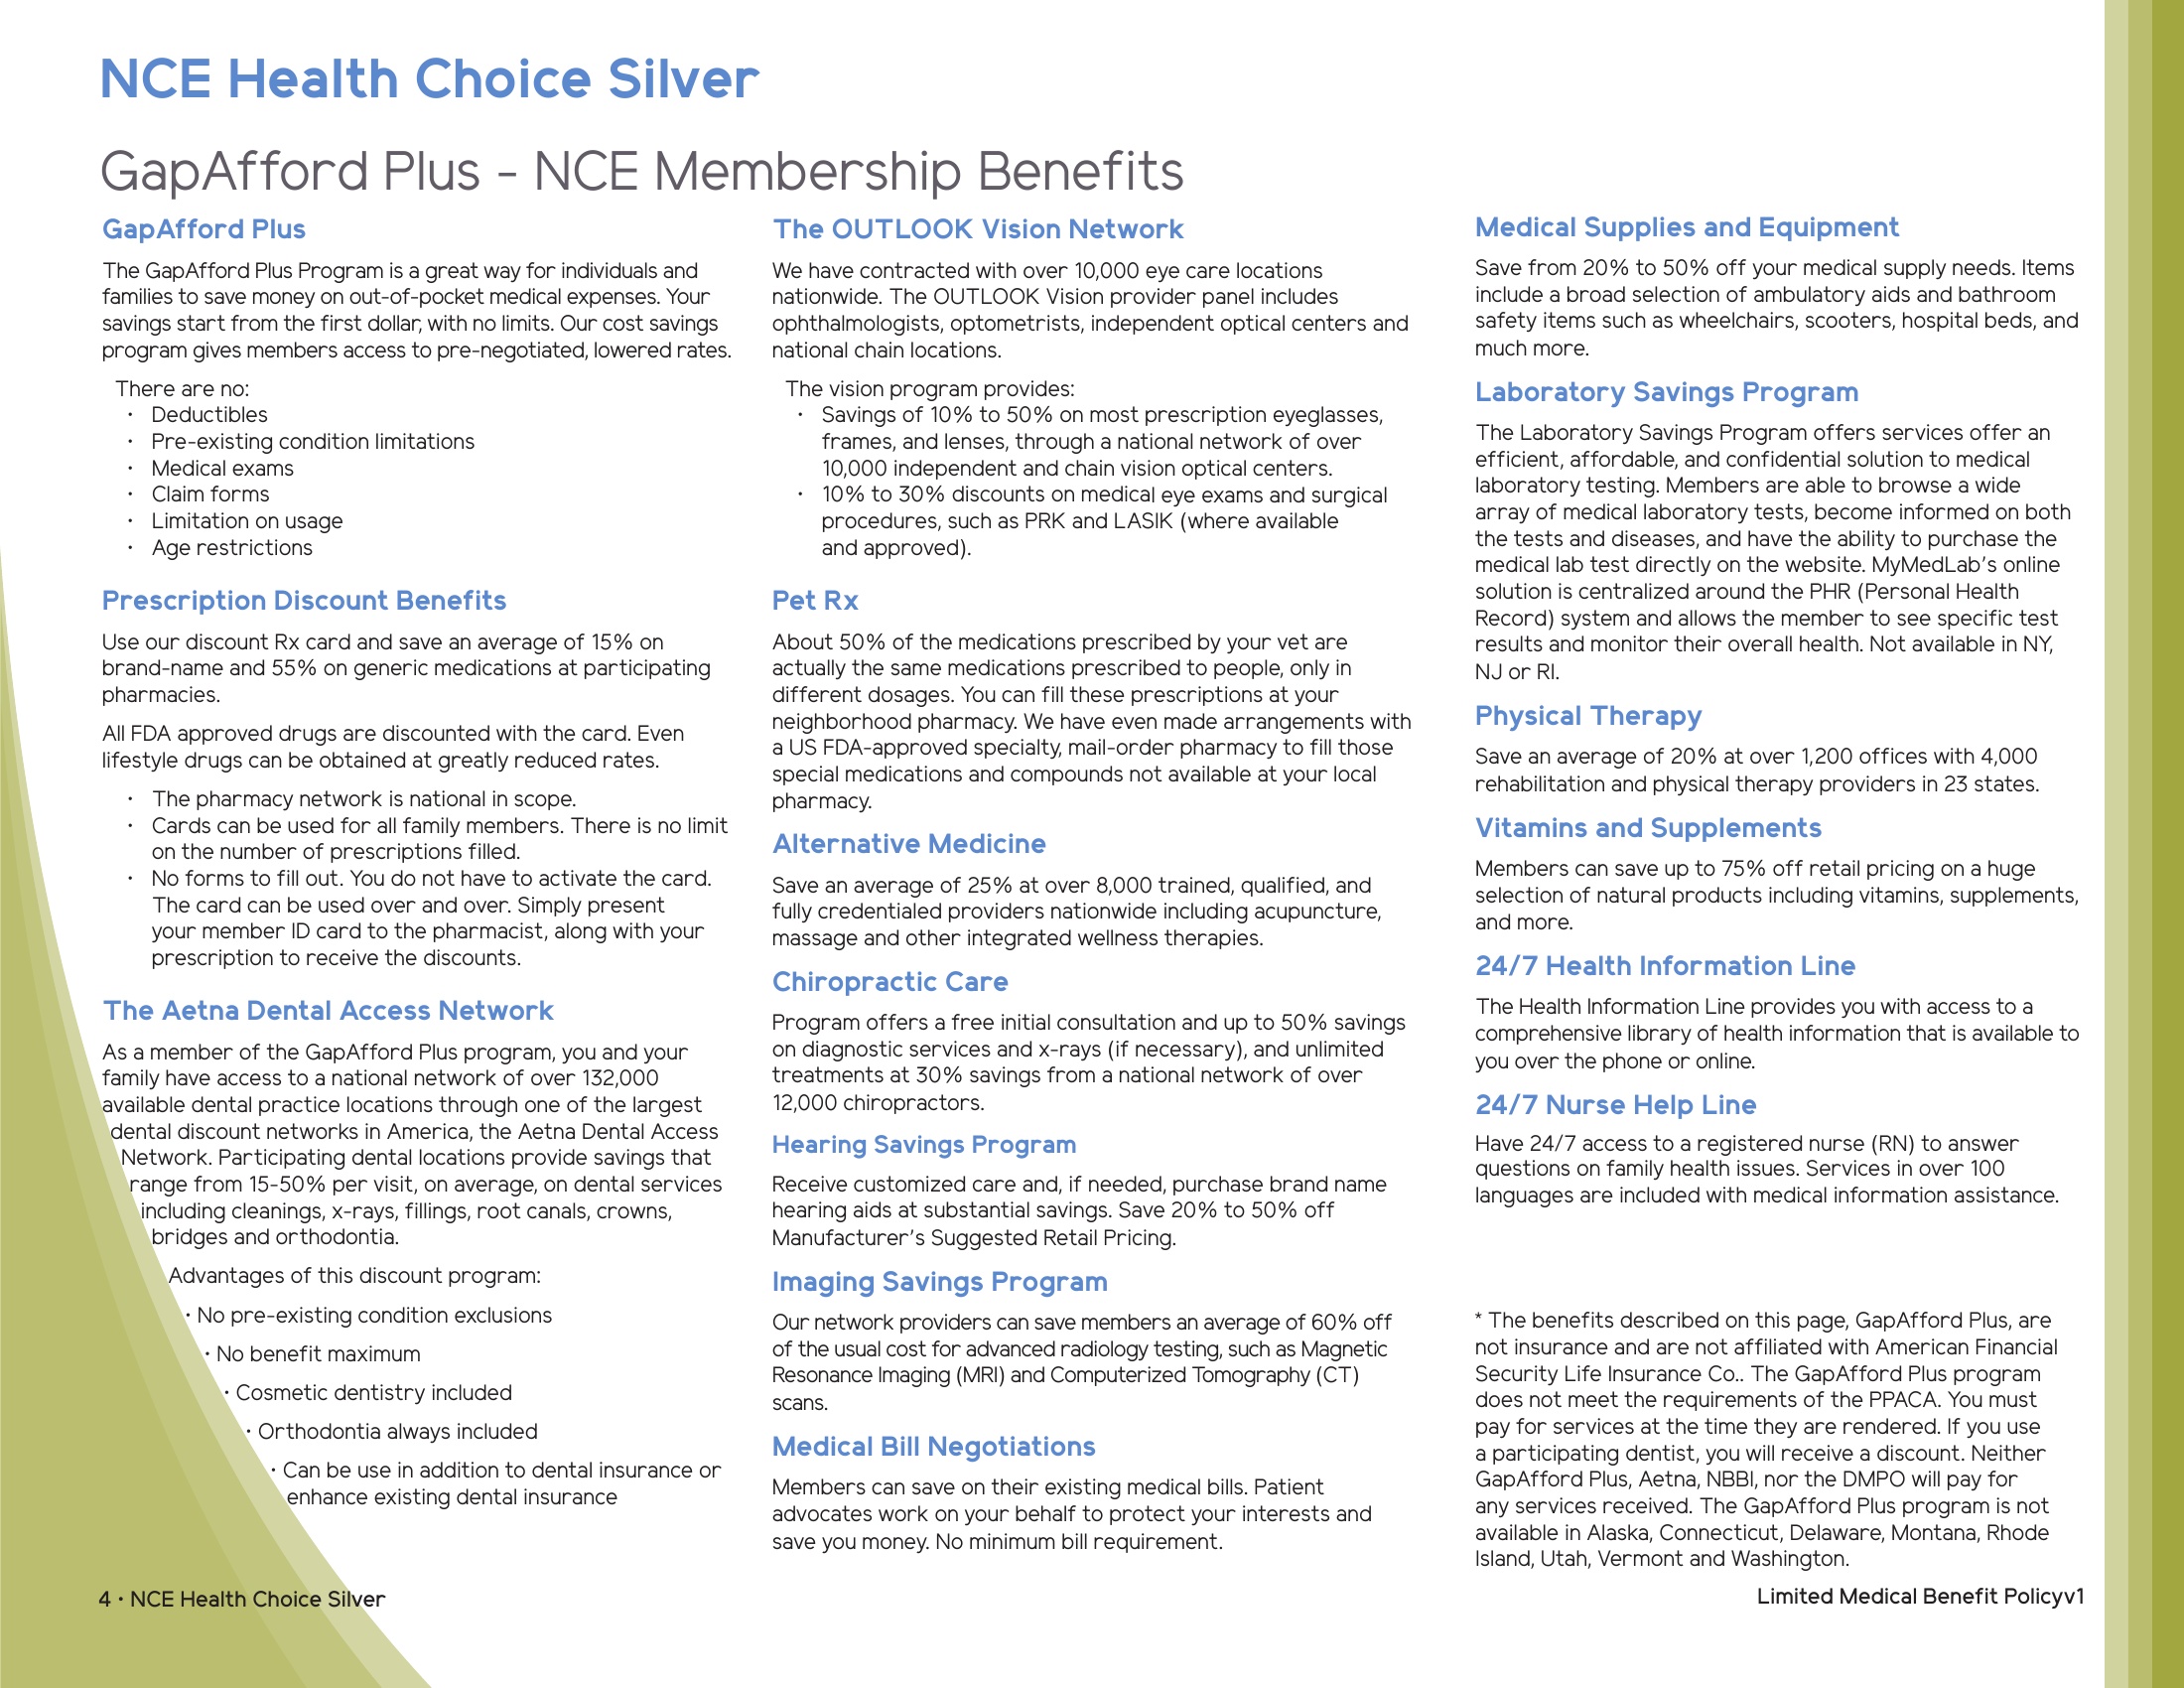 NCE Health Choice Silver
GapAfford Plus - NCE Membership Benefits
GapAfford Plus
The GapAfford Plus Program is a great way for individuals and
families to save money on out-of-pocket medical expenses. Your
savings start from the first dollar, with no limits. Our cost savings
program gives members access to pre-negotiated, lowered rates.
There are no:
• Deductibles
• Pre-existing condition limitations
• Medical exams
• Claim forms
• Limitation on usage
• Age restrictions
Prescription Discount Benefits
Use our discount Rx card and save an average of 15% on
brand-name and 55% on generic medications at participating
pharmacies.
All FDA approved drugs are discounted with the card. Even
lifestyle drugs can be obtained at greatly reduced rates.
• The pharmacy network is national in scope.
• Cards can be used for all family members. There is no limit
on the number of prescriptions filled.
• No forms to fill out. You do not have to activate the card.
The card can be used over and over. Simply present
your member ID card to the pharmacist, along with your
prescription to receive the discounts.
The Aetna Dental Access Network
As a member of the GapAfford Plus program, you and your
family have access to a national network of over 132,000
available dental practice locations through one of the largest
dental discount networks in America, the Aetna Dental Access
Network. Participating dental locations provide savings that
range from 15-50% per visit, on average, on dental services
including cleanings, x-rays, fillings, root canals, crowns,
bridges and orthodontia.
Advantages of this discount program:
• No pre-existing condition exclusions
• No benefit maximum
• Cosmetic dentistry included
• Orthodontia always included
• Can be use in addition to dental insurance or
enhance existing dental insurance
The OUTLOOK Vision Network
We have contracted with over 10,000 eye care locations
nationwide. The OUTLOOK Vision provider panel includes
ophthalmologists, optometrists, independent optical centers and
national chain locations.
The vision program provides:
• Savings of 10% to 50% on most prescription eyeglasses,
frames, and lenses, through a national network of over
10,000 independent and chain vision optical centers.
• 10% to 30% discounts on medical eye exams and surgical
procedures, such as PRK and LASIK (where available
and approved).
Pet Rx
About 50% of the medications prescribed by your vet are
actually the same medications prescribed to people, only in
different dosages. You can fill these prescriptions at your
neighborhood pharmacy. We have even made arrangements with
a US FDA-approved specialty, mail-order pharmacy to fill those
special medications and compounds not available at your local
pharmacy.
Alternative Medicine
Save an average of 25% at over 8,000 trained, qualified, and
fully credentialed providers nationwide including acupuncture,
massage and other integrated wellness therapies.
Chiropractic Care
Program offers a free initial consultation and up to 50% savings
on diagnostic services and x-rays (if necessary), and unlimited
treatments at 30% savings from a national network of over
12,000 chiropractors.
Hearing Savings Program
Receive customized care and, if needed, purchase brand name
hearing aids at substantial savings. Save 20% to 50% off
Manufacturer's Suggested Retail Pricing.
Imaging Savings Program
Our network providers can save members an average of 60% off
of the usual cost for advanced radiology testing, such as Magnetic
Resonance Imaging (MRI) and Computerized Tomography (CT)
scans.
Medical Bill Negotiations
Members can save on their existing medical bills. Patient
advocates work on your behalf to protect your interests and
save you money. No minimum bill requirement.
Medical Supplies and Equipment
Save from 20% to 50% off your medical supply needs. Items
include a broad selection of ambulatory aids and bathroom
safety items such as wheelchairs, scooters, hospital beds, and
much more.
Laboratory Savings Program
The Laboratory Savings Program offers services offer an
efficient, affordable, and confidential solution to medical
laboratory testing. Members are able to browse a wide
array of medical laboratory tests, become informed on both
the tests and diseases, and have the ability to purchase the
medical lab test directly on the website. MyMedLab's online
solution is centralized around the PHR (Personal Health
Record) system and allows the member to see specific test
results and monitor their overall health. Not available in NY,
NJ or RI.
Physical Therapy
Save an average of 20% at over 1,200 offices with 4,000
rehabilitation and physical therapy providers in 23 states.
Vitamins and Supplements
Members can save up to 75% off retail pricing on a huge
selection of natural products including vitamins, supplements,
and more.
24/7 Health Information Line
The Health Information Line provides you with access to a
comprehensive library of health information that is available to
you over the phone or online.
24/7 Nurse Help Line
Have 24/7 access to a registered nurse (RN) to answer
questions on family health issues. Services in over 100
languages are included with medical information assistance.
* The benefits described on this page, GapAfford Plus, are
not insurance and are not affiliated with American Financial
Security Life Insurance Co.. The GapAfford Plus program
does not meet the requirements of the PPACA. You must
pay for services at the time they are rendered. If you use
a participating dentist, you will receive a discount. Neither
GapAfford Plus, Aetna, NBBI, nor the DMPO will pay for
any services received. The GapAfford Plus program is not
available in Alaska, Connecticut, Delaware, Montana, Rhode
Island, Utah, Vermont and Washington.
4 • NCE Health Choice Silver
Limited Medical Benefit Policyv1